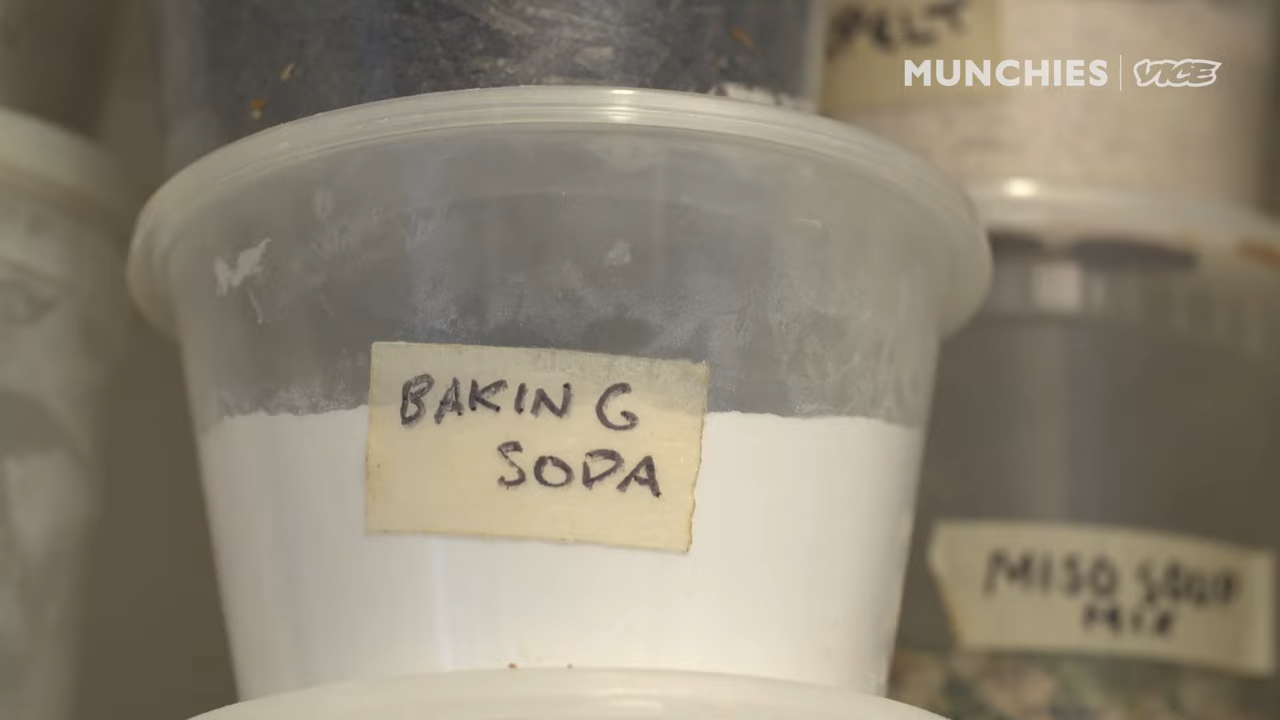 MUNCHIES | VICE
BAKING
SODA
MISO SOUP
MIX